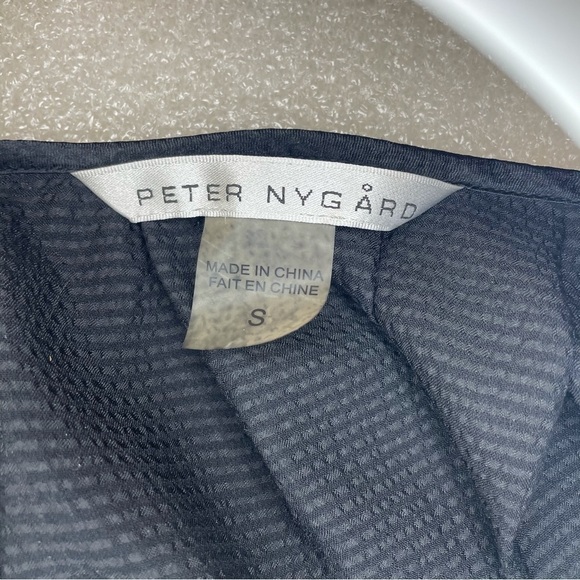 PETER NYGÅRD
MADE IN CHINA
FAIT EN CHINE
S